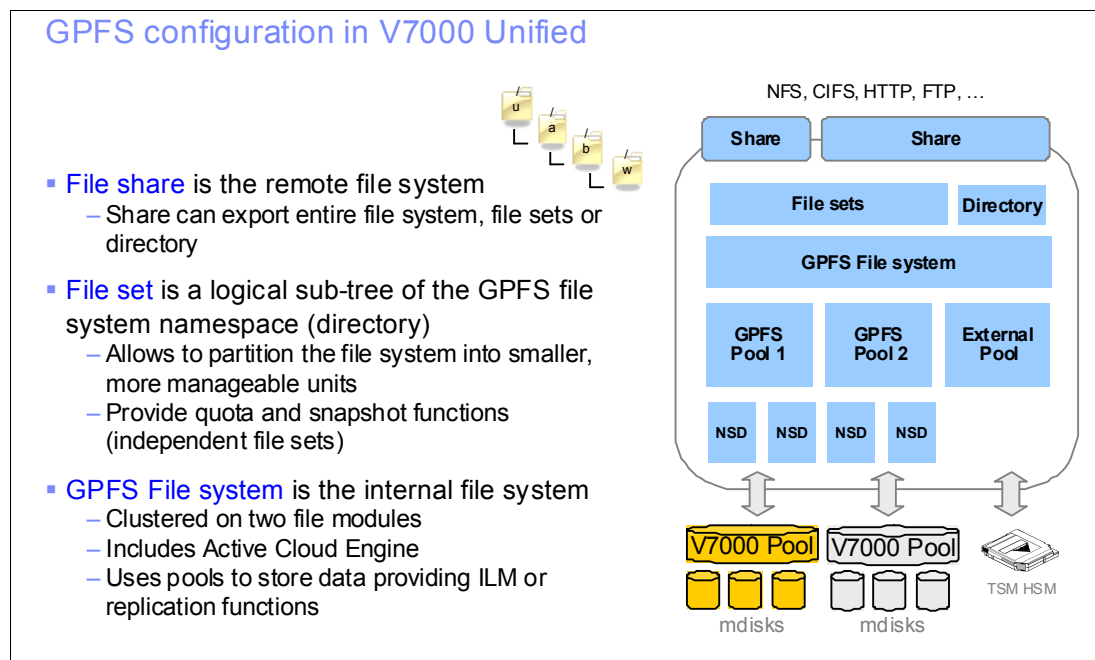 GPFS configuration in V7000 Unified
/
u
/
a
/
b
/
w
▪ File share is the remote file system
– Share can export entire file system, file sets or
directory
▪ File set is a logical sub-tree of the GPFS file
system namespace (directory)
– Allows to partition the file system into smaller,
more manageable units
– Provide quota and snapshot functions
(independent file sets)
▪ GPFS File system is the internal file system
– Clustered on two file modules
– Includes Active Cloud Engine
– Uses pools to store data providing ILM or
replication functions
NFS, CIFS, HTTP, FTP, …
Share
Share
File sets
Directory
GPFS File system
GPFS
Pool 1
GPFS
Pool 2
External
Pool
NSD
NSD
NSD
NSD
V7000 Pool
V7000 Pool
mdisks
mdisks
TSM HSM